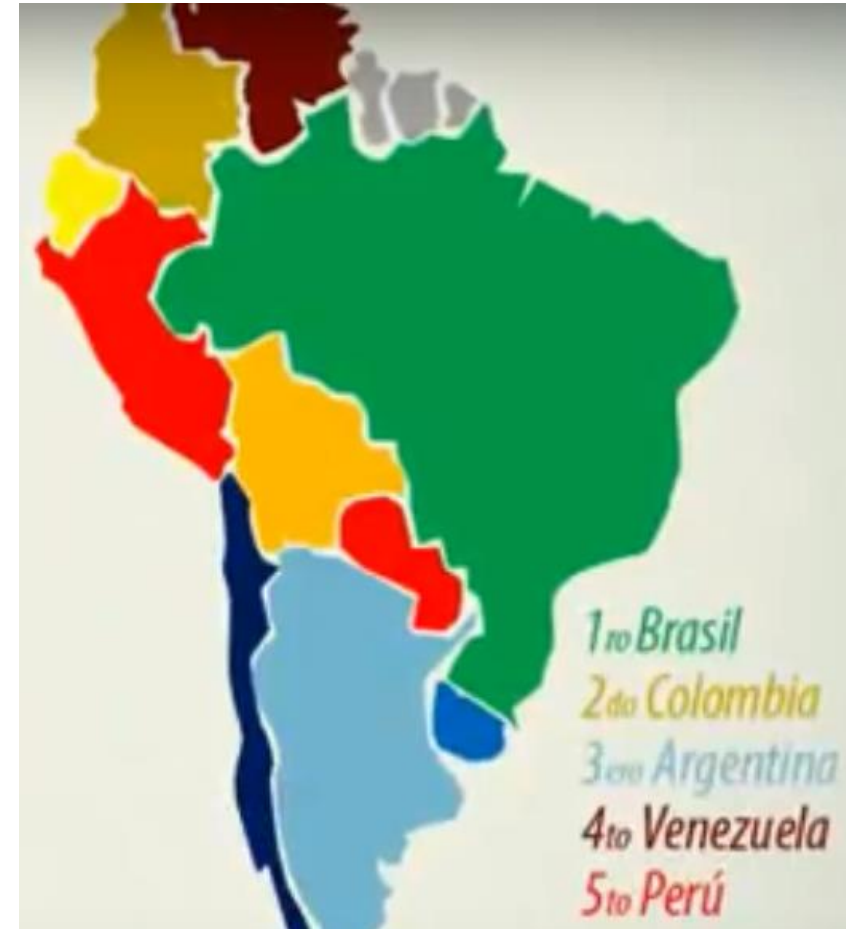 1ro Brasil
2do Colombia
3ero Argentina
4to Venezuela
5to Perú